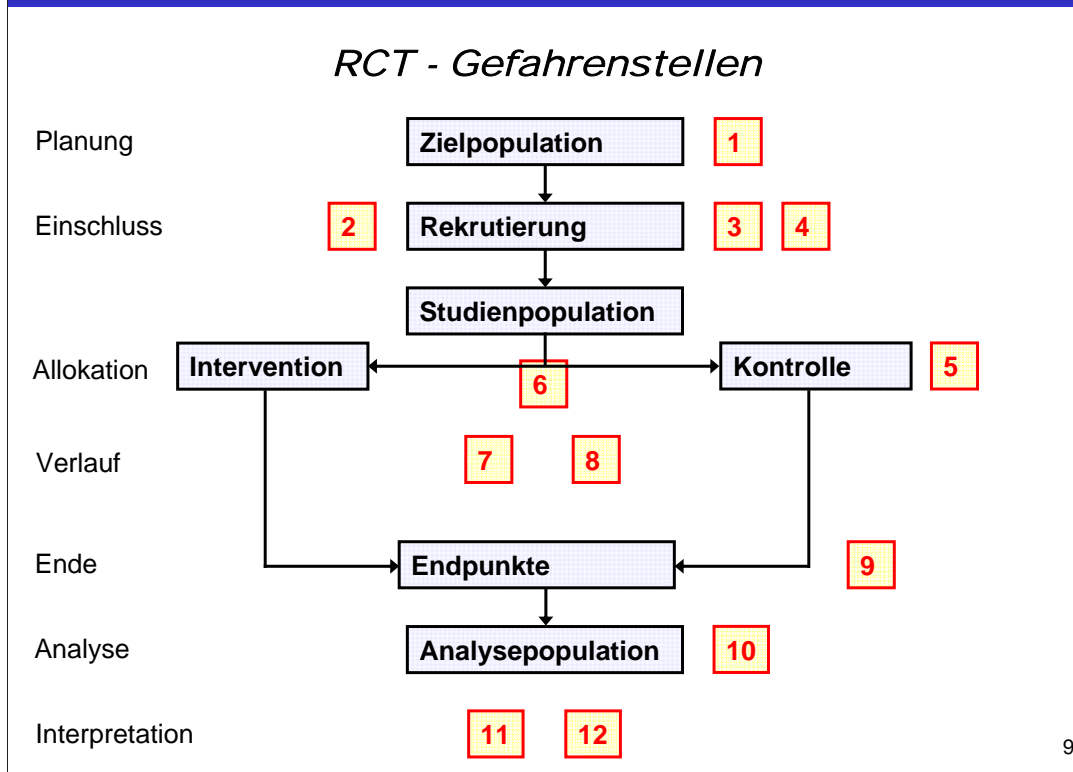 RCT - Gefahrenstellen
Planung Zielpopulation 1
Einschluss 2 Rekrutierung 3 4
Studienpopulation
Allokation Intervention 6 Kontrolle 5
Verlauf 7 8
Ende Endpunkte 9
Analyse Analysepopulation 10
Interpretation 11 12
9